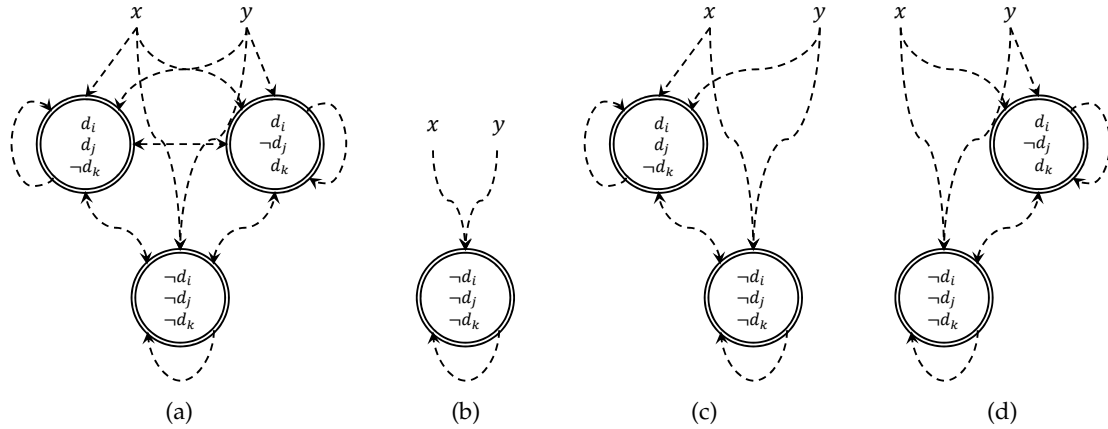 x y
d_i
d_j
¬d_k
d_i
¬d_j
d_k
¬d_i
¬d_j
¬d_k
(a)
x y
¬d_i
¬d_j
¬d_k
(b)
x y
d_i
d_j
¬d_k
¬d_i
¬d_j
¬d_k
(c)
x y
d_i
¬d_j
d_k
¬d_i
¬d_j
¬d_k
(d)